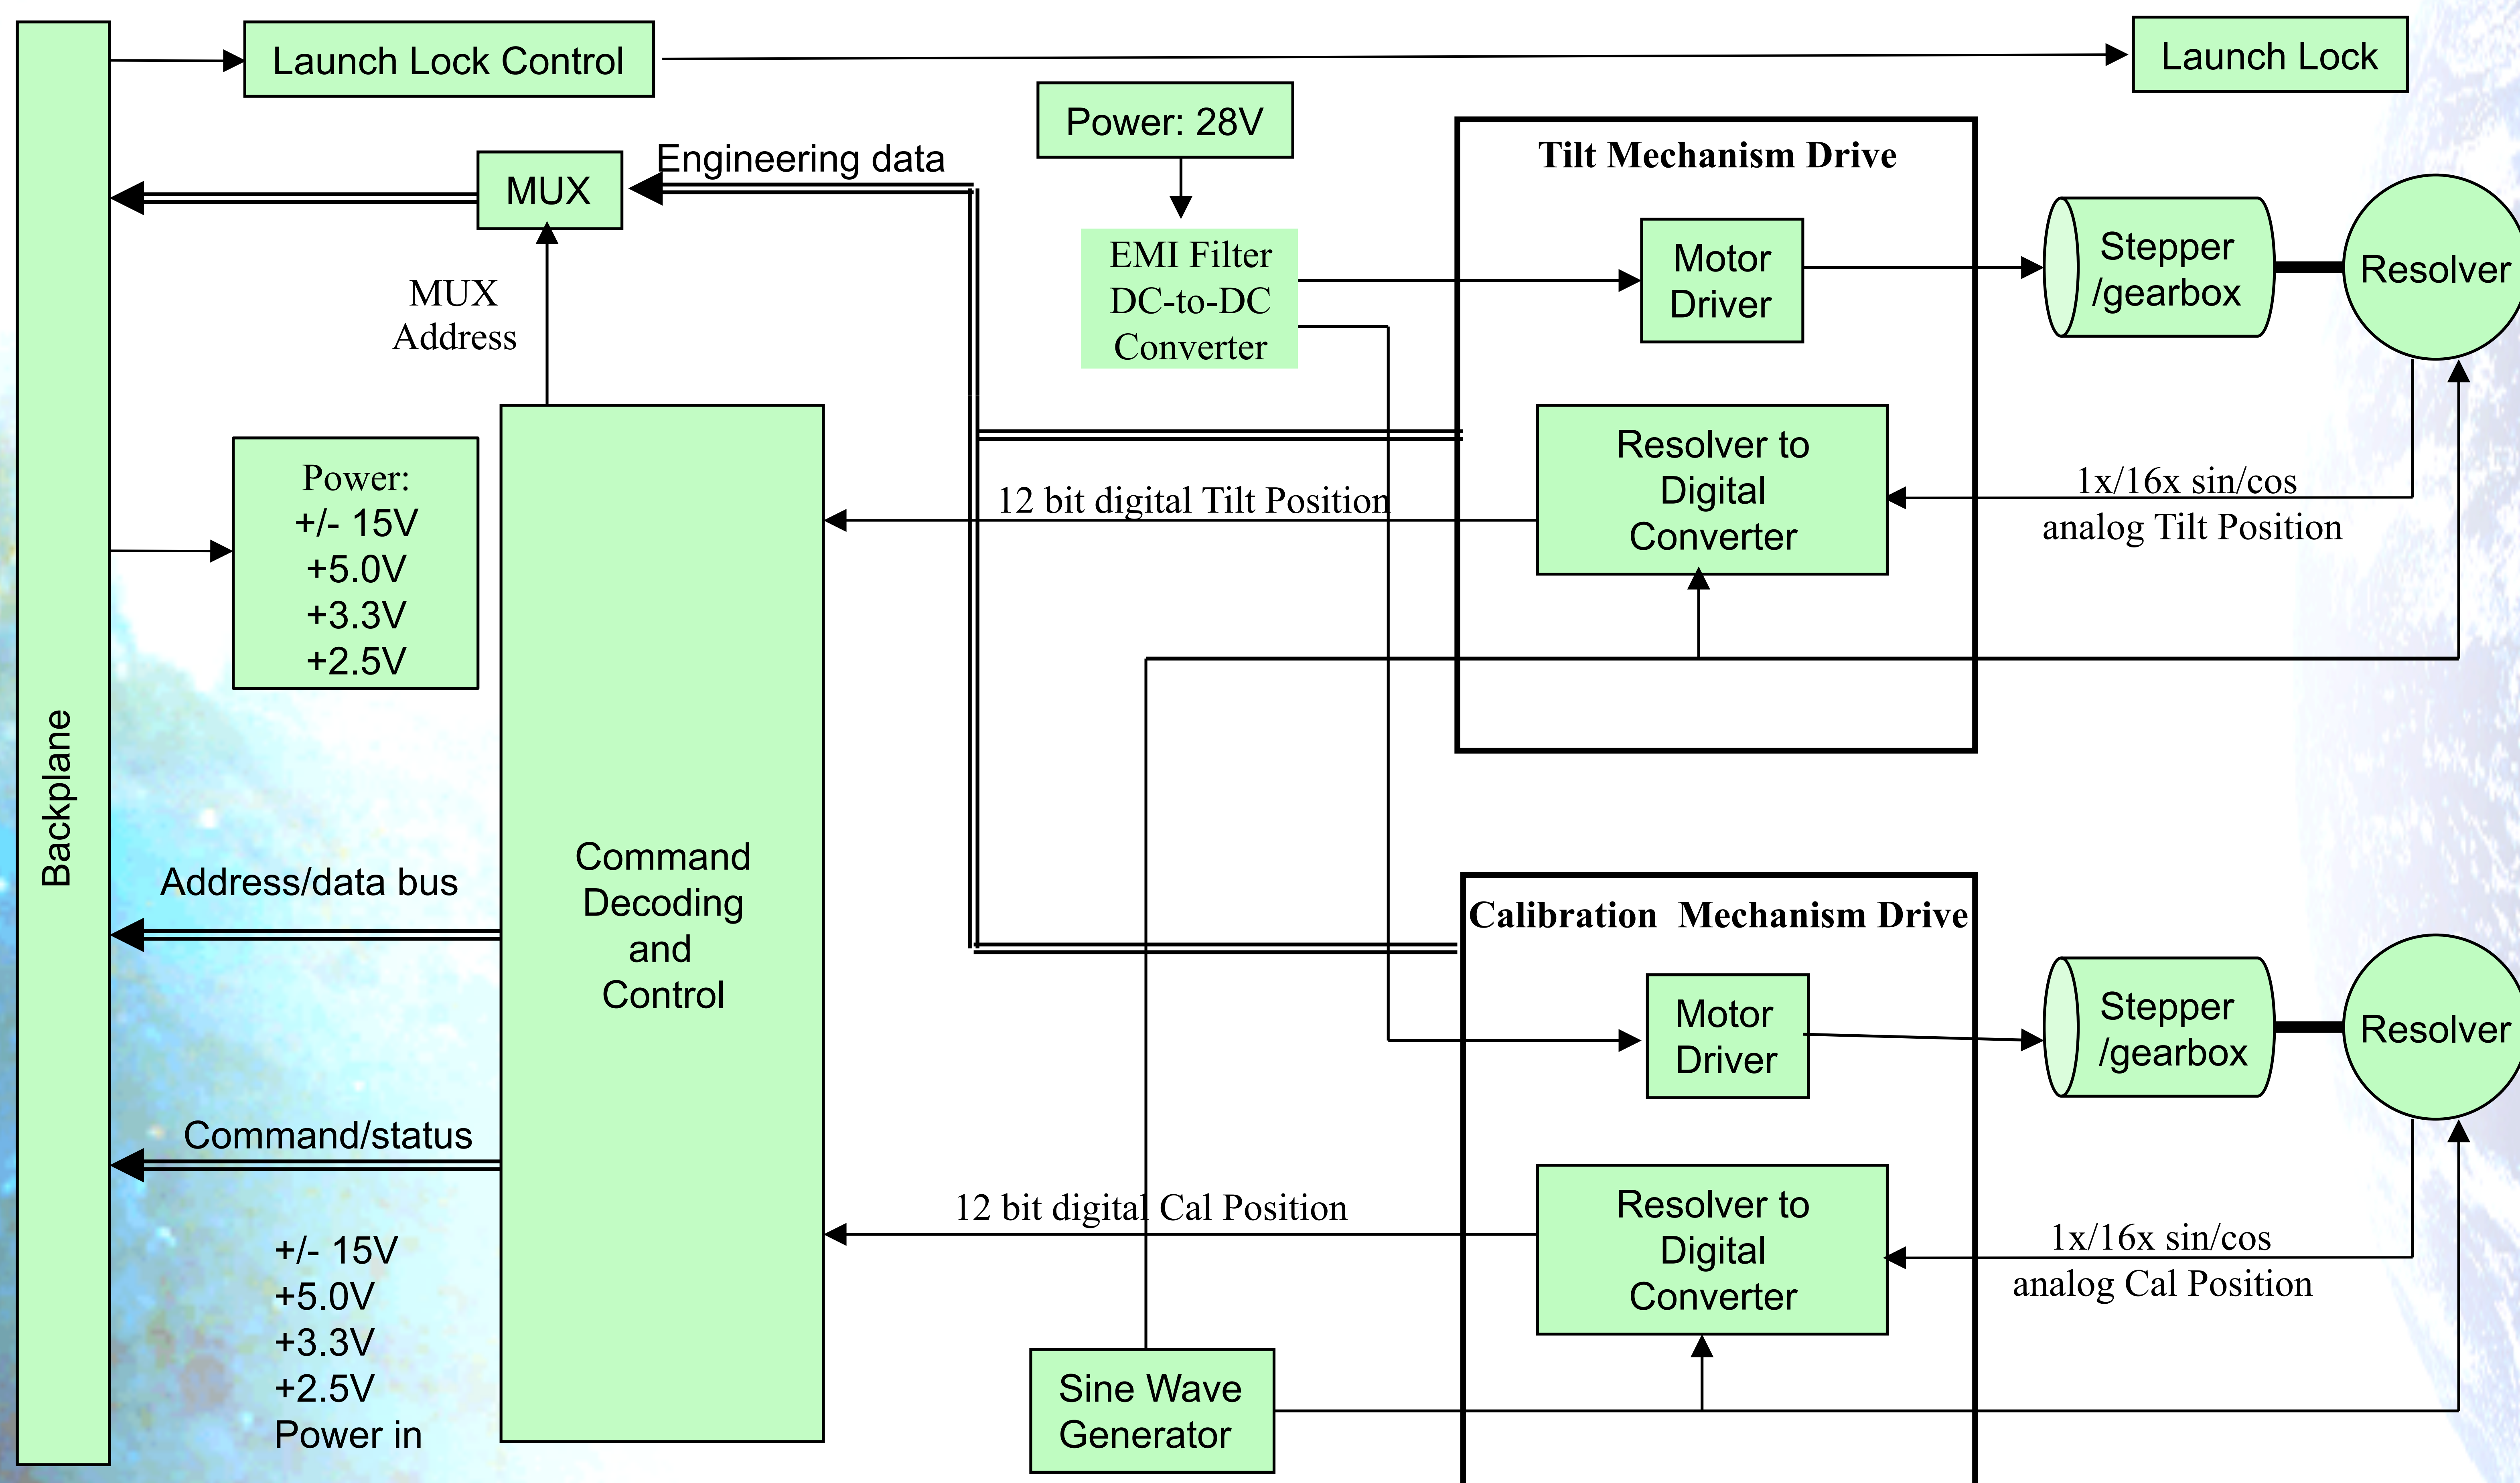 Launch Lock Control
Launch Lock
Power: 28V
Engineering data
MUX
MUX
Address
EMI Filter
DC-to-DC
Converter
Tilt Mechanism Drive
Motor
Driver
Stepper
/gearbox
Resolver
Resolver to
Digital
Converter
1x/16x sin/cos
analog Tilt Position
12 bit digital Tilt Position
Power:
+/- 15V
+5.0V
+3.3V
+2.5V
Backplane
Address/data bus
Command
Decoding
and
Control
Command/status
+/- 15V
+5.0V
+3.3V
+2.5V
Power in
Calibration  Mechanism Drive
Motor
Driver
Stepper
/gearbox
Resolver
Resolver to
Digital
Converter
1x/16x sin/cos
analog Cal Position
12 bit digital Cal Position
Sine Wave
Generator